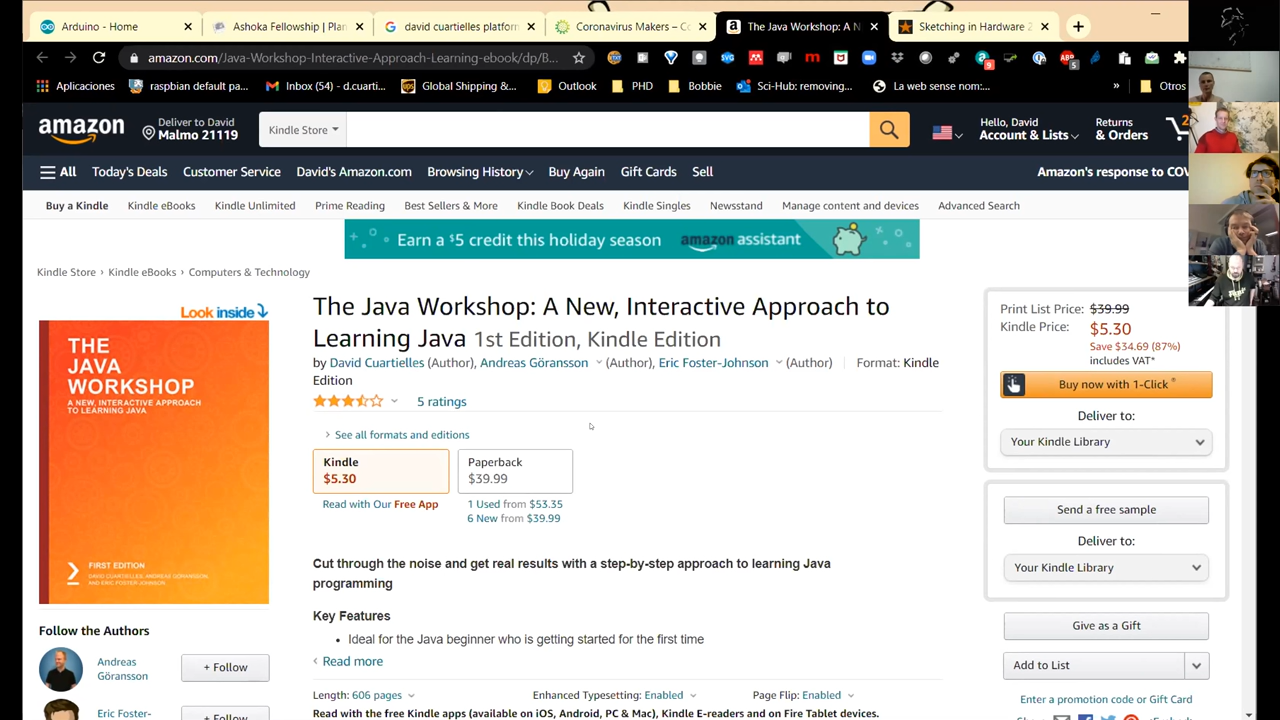 Arduino - Home
Ashoka Fellowship | Plan
david cuartielles platform
Coronavirus Makers – Co
The Java Workshop: A N
Sketching in Hardware 2
amazon.com/Java-Workshop-Interactive-Approach-Learning-ebook/dp/B...
Aplicaciones
raspbian default pa...
Inbox (54) - d.cuarti...
Global Shipping &...
Outlook
PHD
Bobbie
Sci-Hub: removing...
La web sense nom:...
»
Otros
amazon
Deliver to David
Malmo 21119
Kindle Store
Hello, David
Account & Lists
Returns
& Orders
All
Today's Deals
Customer Service
David's Amazon.com
Browsing History
Buy Again
Gift Cards
Sell
Amazon's response to COV
Buy a Kindle
Kindle eBooks
Kindle Unlimited
Prime Reading
Best Sellers & More
Kindle Book Deals
Kindle Singles
Newsstand
Manage content and devices
Advanced Search
Earn a $5 credit this holiday season
amazon assistant
Kindle Store › Kindle eBooks › Computers & Technology
Look inside
THE
JAVA
WORKSHOP
A NEW, INTERACTIVE APPROACH
TO LEARNING JAVA
FIRST EDITION
DAVID CUARTIELLES, ANDREAS GÖRANSSON,
AND ERIC FOSTER-JOHNSON
Follow the Authors
Andreas
Göransson
+ Follow
Eric Foster-
+ Follow
The Java Workshop: A New, Interactive Approach to
Learning Java 1st Edition, Kindle Edition
by David Cuartielles (Author), Andreas Göransson (Author), Eric Foster-Johnson (Author) Format: Kindle
Edition
5 ratings
› See all formats and editions
Kindle
$5.30
Read with Our Free App
Paperback
$39.99
1 Used from $53.35
6 New from $39.99
Cut through the noise and get real results with a step-by-step approach to learning Java
programming
Key Features
• Ideal for the Java beginner who is getting started for the first time
‹ Read more
Length: 606 pages
Enhanced Typesetting: Enabled
Page Flip: Enabled
Read with the free Kindle apps (available on iOS, Android, PC & Mac), Kindle E-readers and on Fire Tablet devices.
Print List Price: $39.99
Kindle Price: $5.30
Save $34.69 (87%)
includes VAT*
Buy now with 1-Click ®
Deliver to:
Your Kindle Library
Send a free sample
Deliver to:
Your Kindle Library
Give as a Gift
Add to List
Enter a promotion code or Gift Card